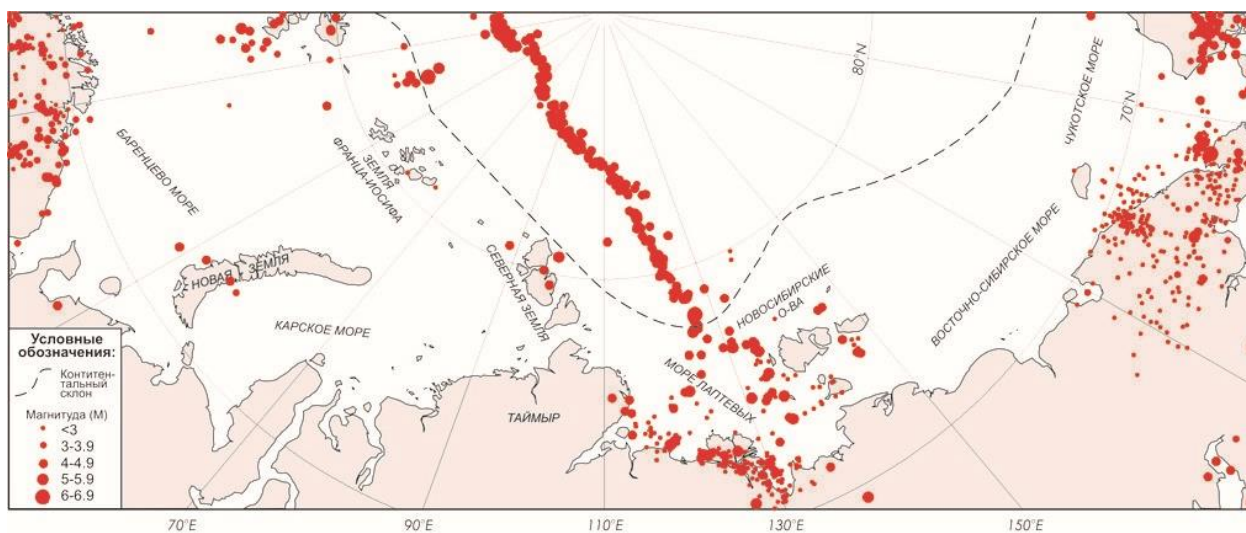 80°N
70°N
ЧУКОТСКОЕ МОРЕ
БАРЕНЦЕВО МОРЕ
ЗЕМЛЯ
ФРАНЦА-ИОСИФА
СЕВЕРНАЯ ЗЕМЛЯ
НОВАЯ ЗЕМЛЯ
КАРСКОЕ МОРЕ
НОВОСИБИРСКИЕ
О-ВА
ВОСТОЧНО-СИБИРСКОЕ МОРЕ
МОРЕ ЛАПТЕВЫХ
ТАЙМЫР
Условные
обозначения:
Контитен-
тальный
склон
Магнитуда (М)
<3
3-3.9
4-4.9
5-5.9
6-6.9
70°E
90°E
110°E
130°E
150°E